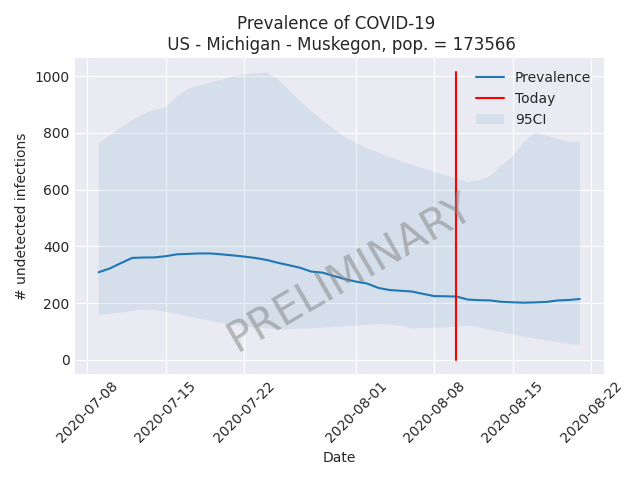 Prevalence of COVID-19
US - Michigan - Muskegon, pop. = 173566
# undetected infections
1000
800
600
400
200
0
Prevalence
Today
95CI
PRELIMINARY
2020-07-08
2020-07-15
2020-07-22
2020-08-01
2020-08-08
2020-08-15
2020-08-22
Date